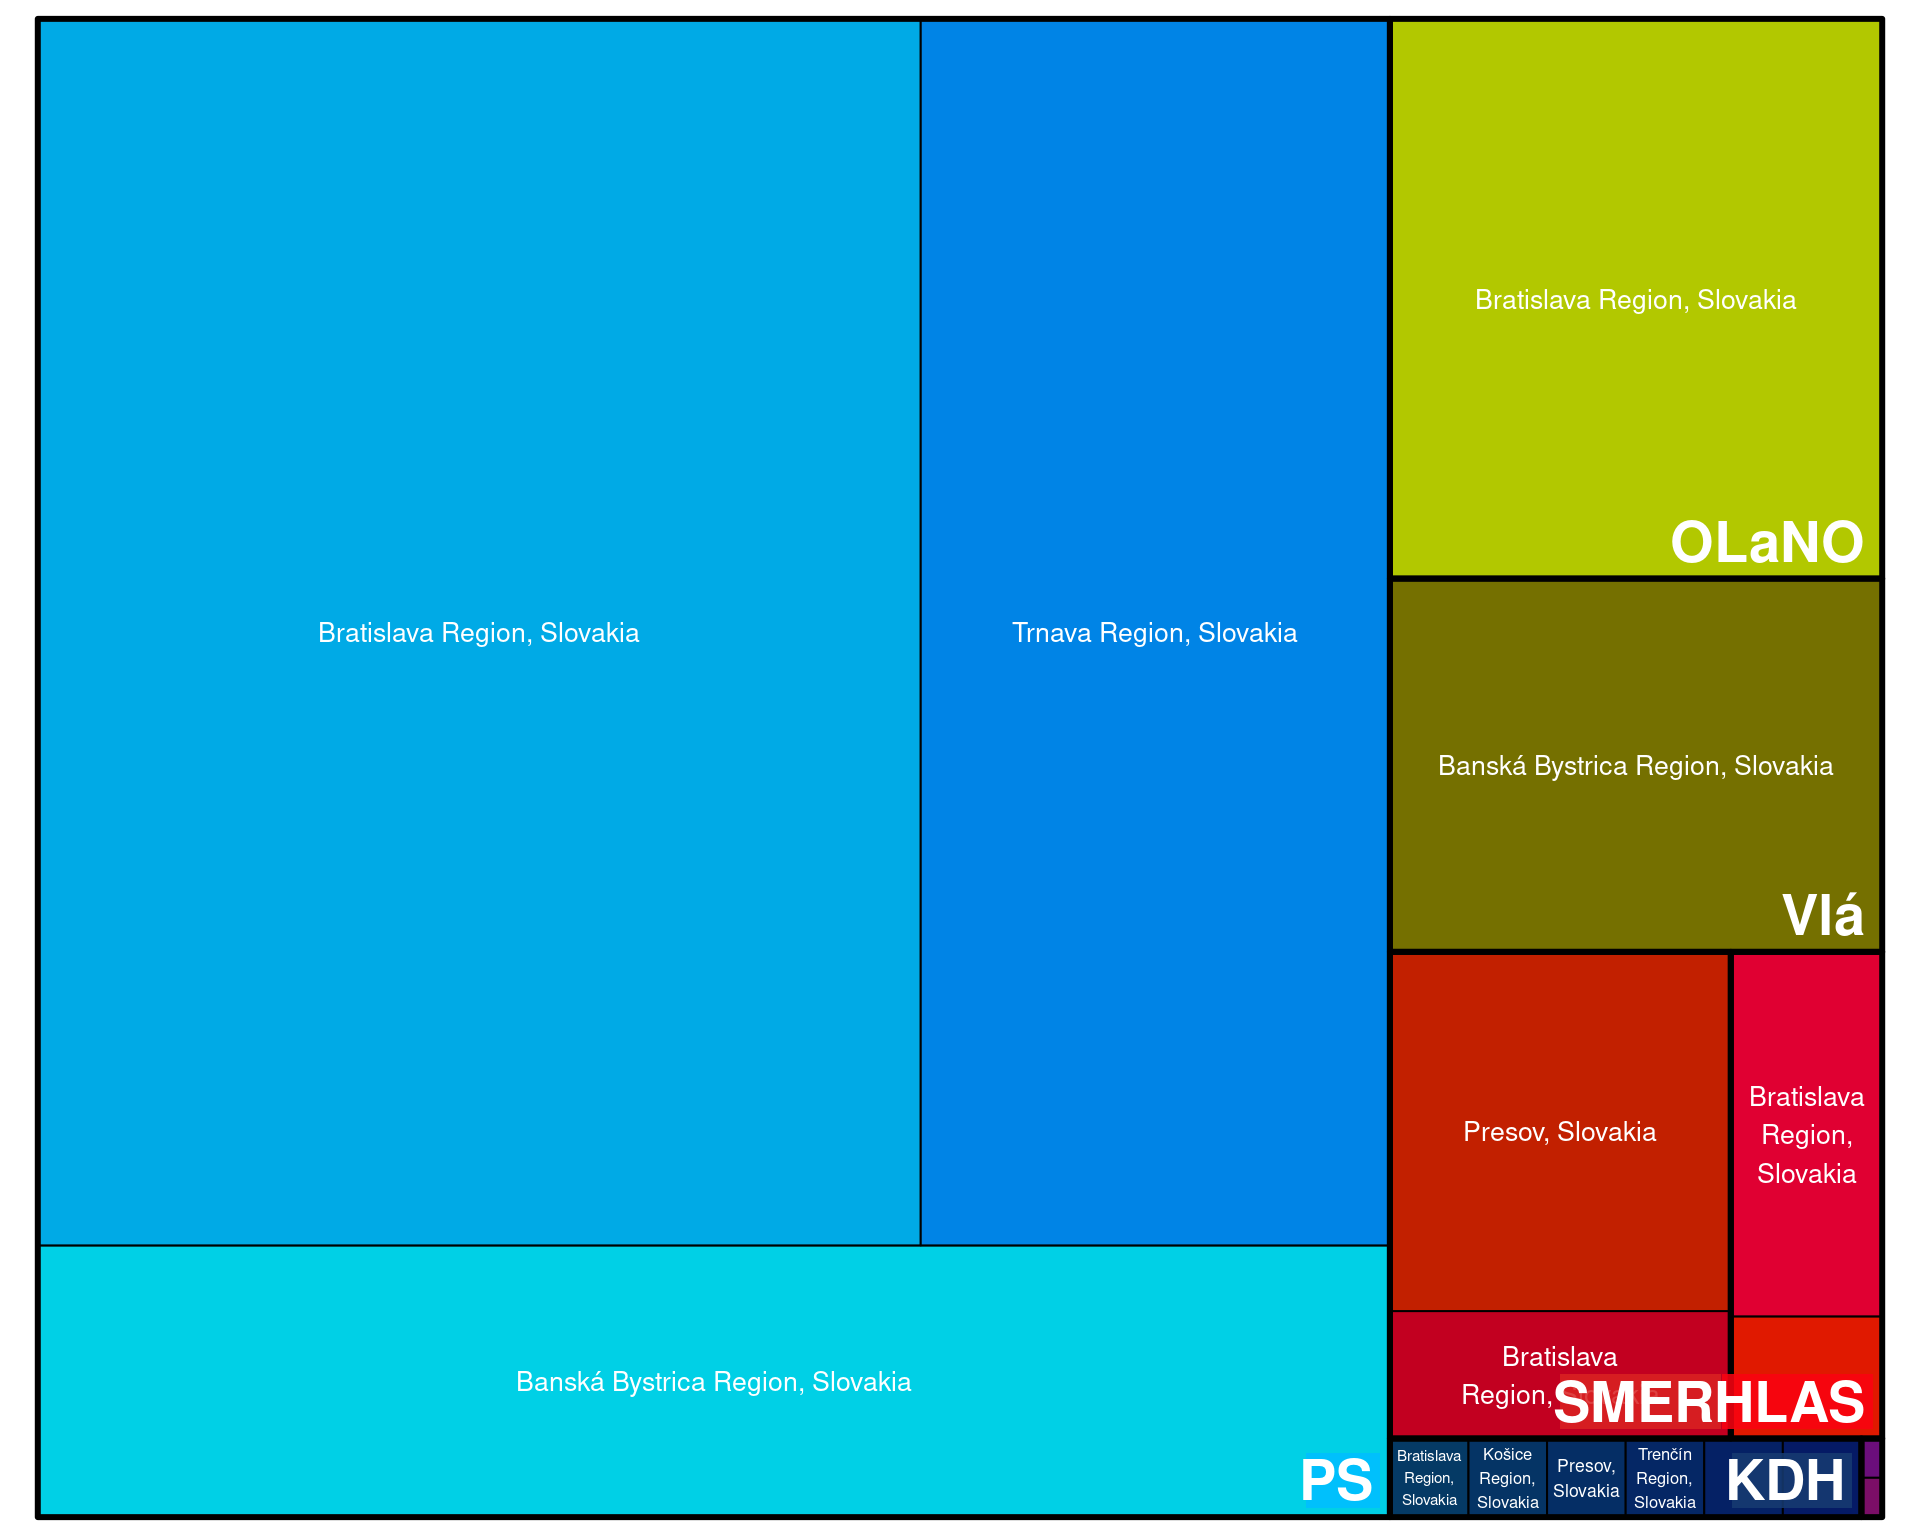 Bratislava Region, Slovakia
Trnava Region, Slovakia
Banská Bystrica Region, Slovakia
PS
Bratislava Region, Slovakia
OLaNO
Banská Bystrica Region, Slovakia
Vlá
Presov, Slovakia
Bratislava
Region,
SMER
Bratislava
Region,
Slovakia
HLAS
Bratislava
Region,
Slovakia
Košice
Region,
Slovakia
Presov,
Slovakia
Trenčín
Region,
Slovakia
KDH